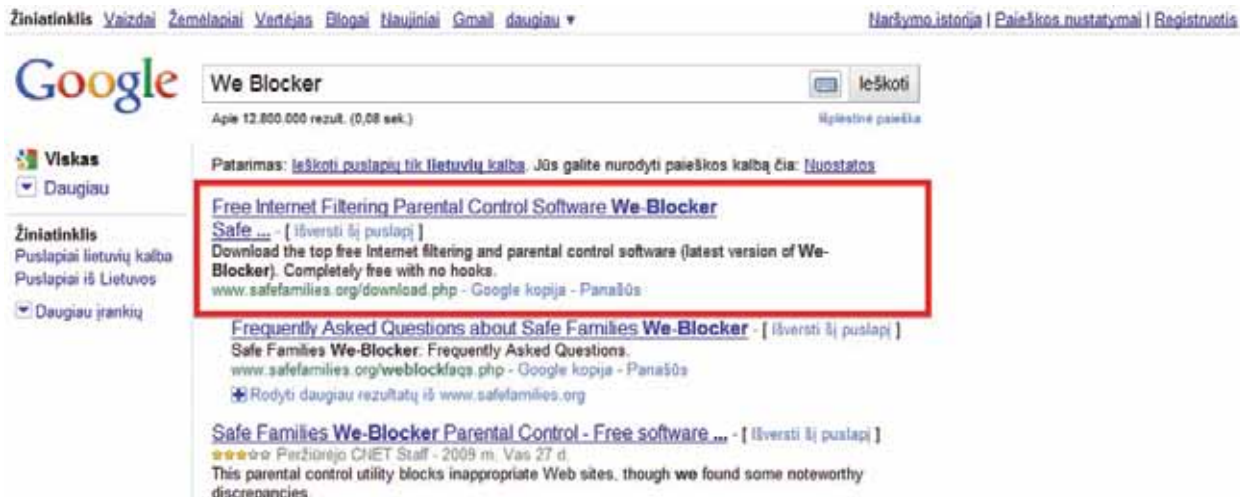 Žiniatinklis Vaizdai Žemėlapiai Vertėjas Blogai Naujiniai Gmail daugiau ▾ Naršymo istorija | Paieškos nustatymai | Registruotis
Google We Blocker Ieškoti
Apie 12.800.000 rezult. (0,08 sek.) Išplėstinė paieška
Viskas
Daugiau
Žiniatinklis
Puslapiai lietuvių kalba
Puslapiai iš Lietuvos
Daugiau įrankių
Patarimas: Ieškoti puslapių tik lietuvių kalba. Jūs galite nurodyti paieškos kalbą čia: Nuostatos
Free Internet Filtering Parental Control Software We-Blocker
Safe ... - [ Išversti šį puslapį ]
Download the top free Internet filtering and parental control software (latest version of We-
Blocker). Completely free with no hooks.
www.safefamilies.org/download.php - Google kopija - Panašūs
Frequently Asked Questions about Safe Families We-Blocker - [ Išversti šį puslapį ]
Safe Families We-Blocker: Frequently Asked Questions.
www.safefamilies.org/weblockfaqs.php - Google kopija - Panašūs
Rodyti daugiau rezultatų iš www.safefamilies.org
Safe Families We-Blocker Parental Control - Free software ... - [ Išversti šį puslapį ]
Peržiūrėjo CNET Staff - 2009 m. Vas 27 d.
This parental control utility blocks inappropriate Web sites, though we found some noteworthy
discrepancies.